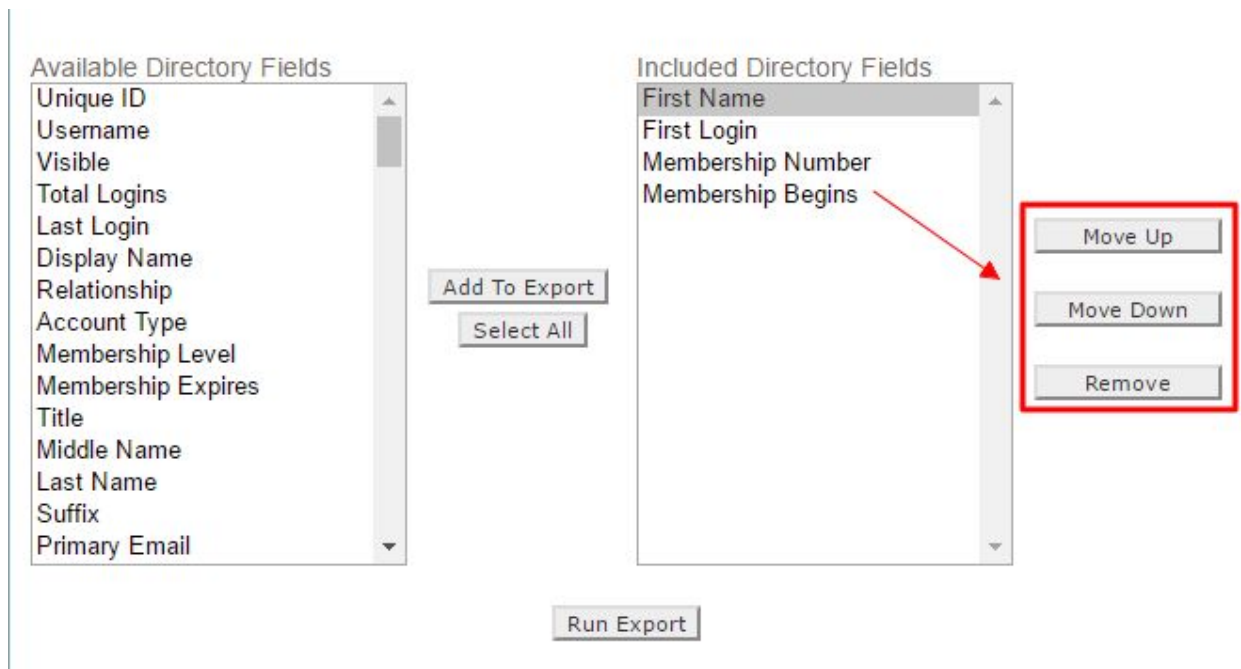 Available Directory Fields
Unique ID
Username
Visible
Total Logins
Last Login
Display Name
Relationship
Account Type
Membership Level
Membership Expires
Title
Middle Name
Last Name
Suffix
Primary Email
Add To Export
Select All
Included Directory Fields
First Name
First Login
Membership Number
Membership Begins
Move Up
Move Down
Remove
Run Export